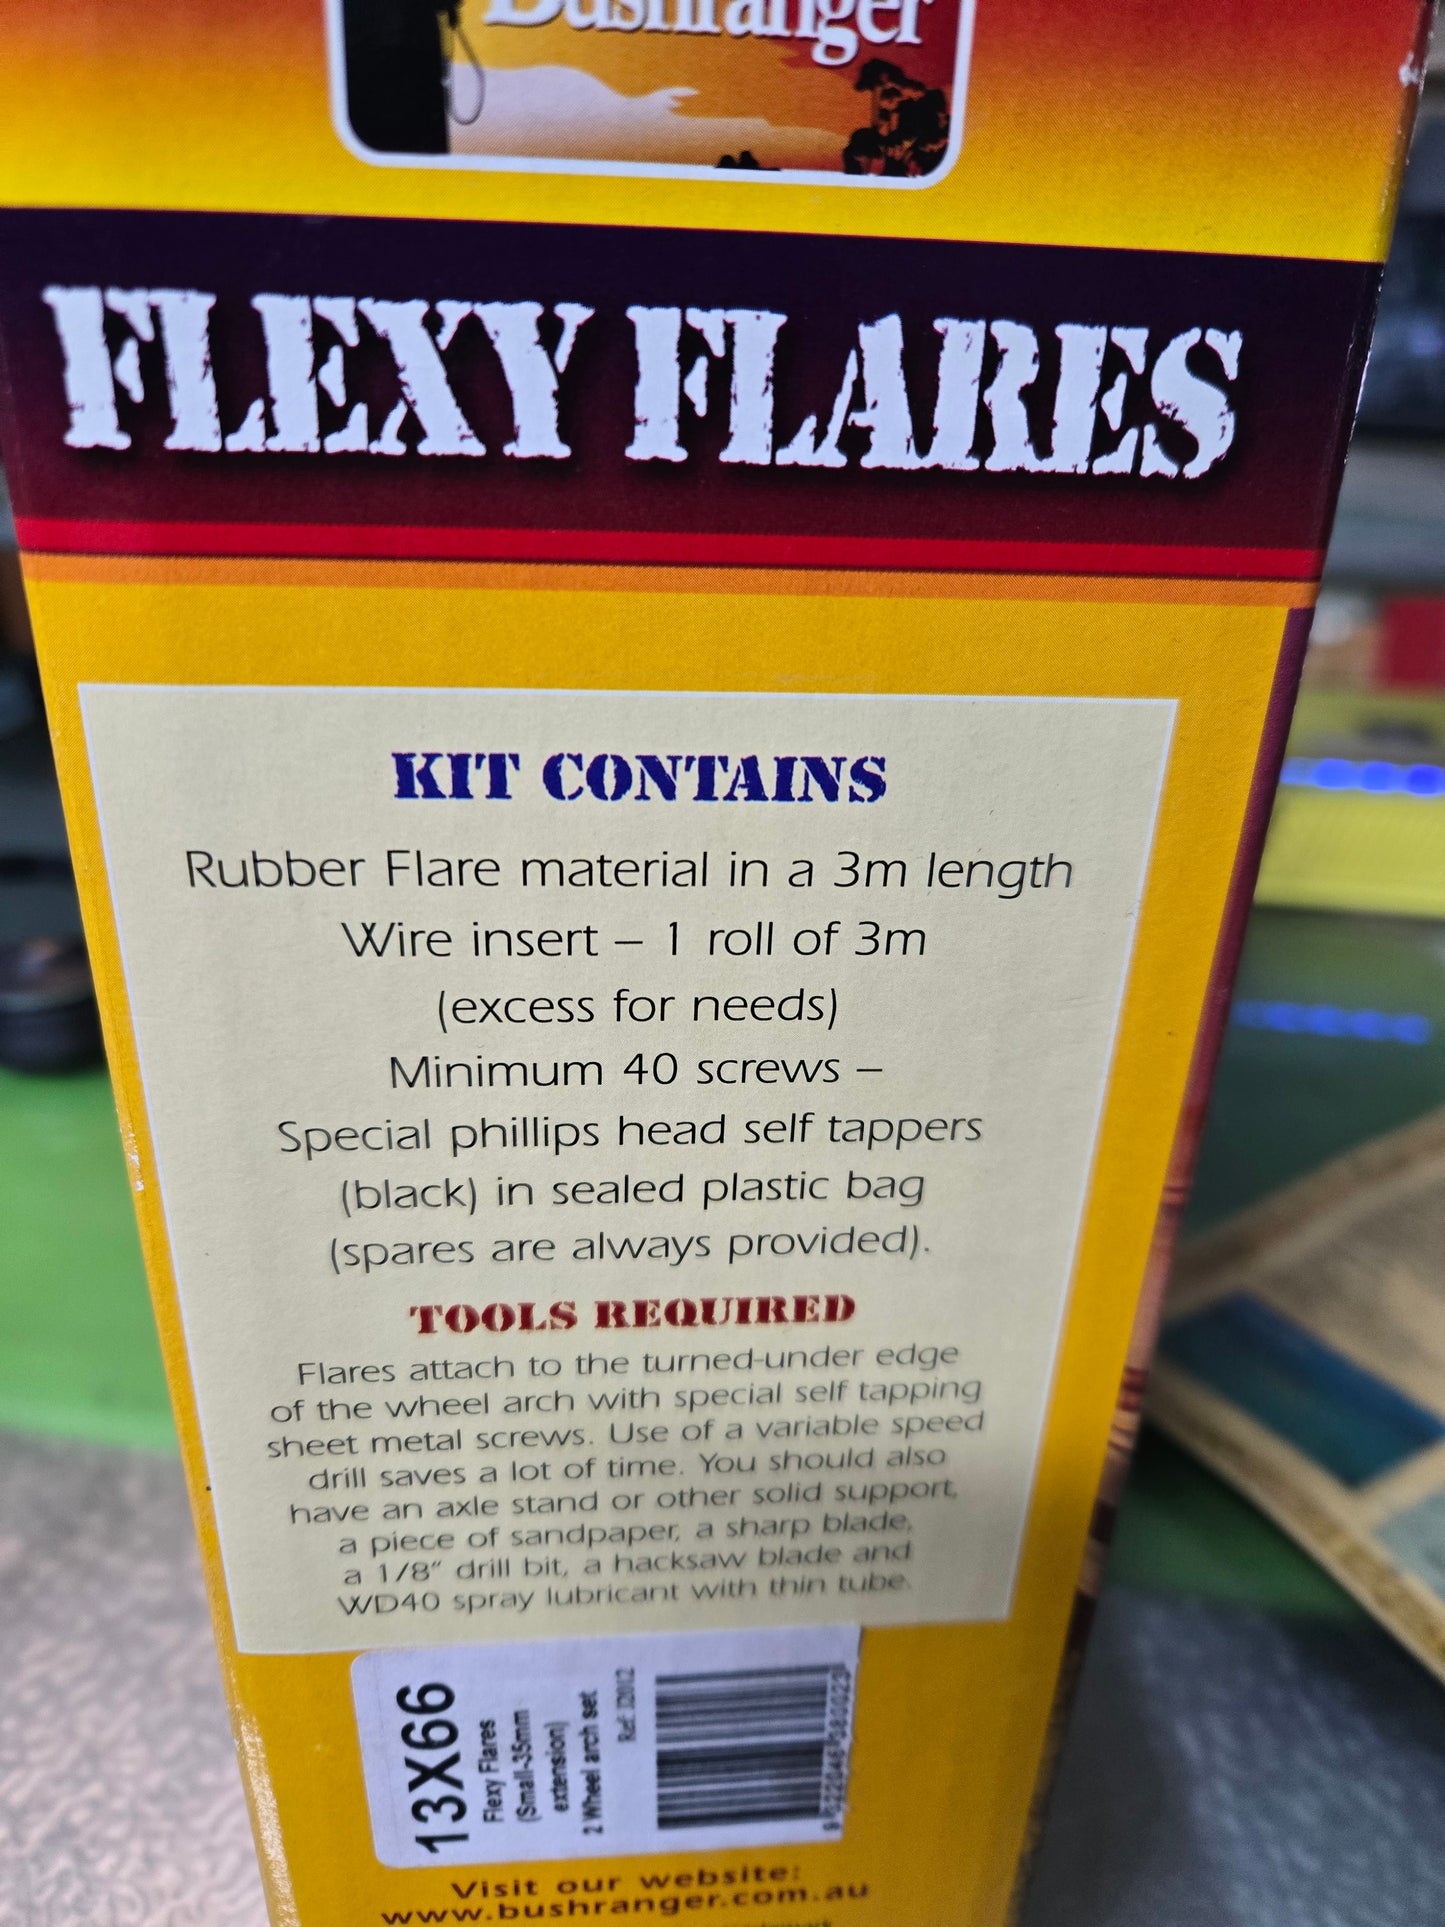 Bushranger
FLEXY FLARES
KIT CONTAINS
Rubber Flare material in a 3m length
Wire insert – 1 roll of 3m
(excess for needs)
Minimum 40 screws –
Special phillips head self tappers
(black) in sealed plastic bag
(spares are always provided).
TOOLS REQUIRED
Flares attach to the turned-under edge
of the wheel arch with special self tapping
sheet metal screws. Use of a variable speed
drill saves a lot of time. You should also
have an axle stand or other solid support,
a piece of sandpaper, a sharp blade,
a 1/8" drill bit, a hacksaw blade and
WD40 spray lubricant with thin tube.
13X66
Flexy Flares
(Small-35mm
extension)
2 Wheel arch set
Ref:
Visit our website:
www.bushranger.com.au